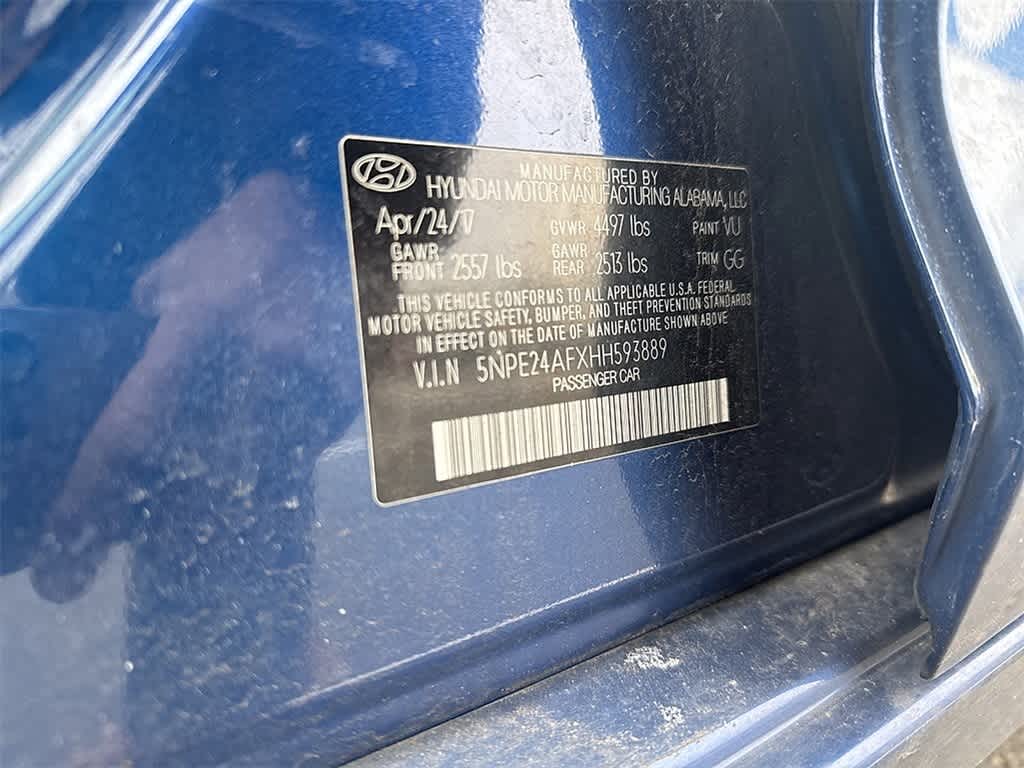 MANUFACTURED BY
HYUNDAI MOTOR MANUFACTURING ALABAMA, LLC
Apr/24/17 GVWR 4497 lbs PAINT VU
GAWR FRONT 2557 lbs GAWR REAR 2513 lbs TRIM GG
THIS VEHICLE CONFORMS TO ALL APPLICABLE U.S.A. FEDERAL
MOTOR VEHICLE SAFETY, BUMPER, AND THEFT PREVENTION STANDARDS
IN EFFECT ON THE DATE OF MANUFACTURE SHOWN ABOVE
V.I.N 5NPE24AFXHH593889
PASSENGER CAR